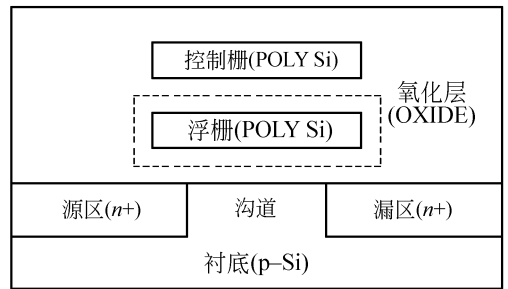 控制栅(POLY Si)
浮栅(POLY Si)
氧化层
(OXIDE)
源区(n+)
沟道
漏区(n+)
衬底(p–Si)